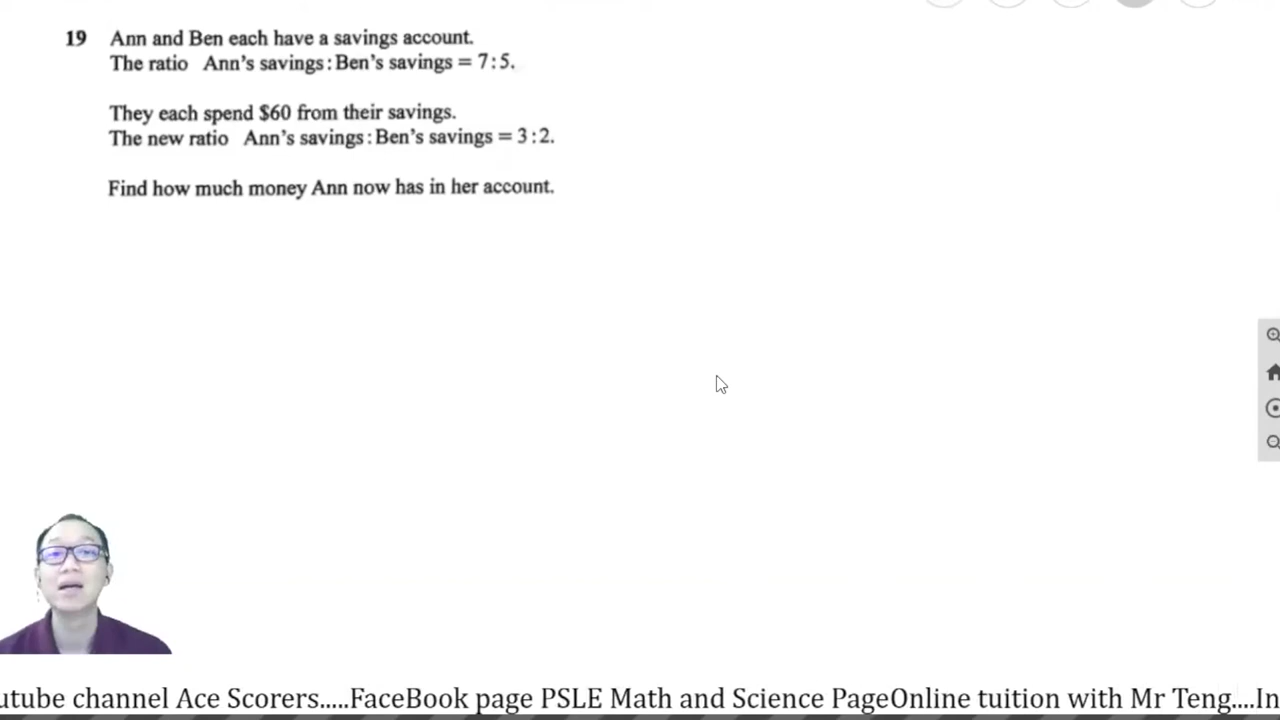 19 Ann and Ben each have a savings account.
The ratio Ann's savings : Ben's savings = 7 : 5.
They each spend $60 from their savings.
The new ratio Ann's savings : Ben's savings = 3 : 2.
Find how much money Ann now has in her account.
utube channel Ace Scorers.....FaceBook page PSLE Math and Science PageOnline tuition with Mr Teng....In